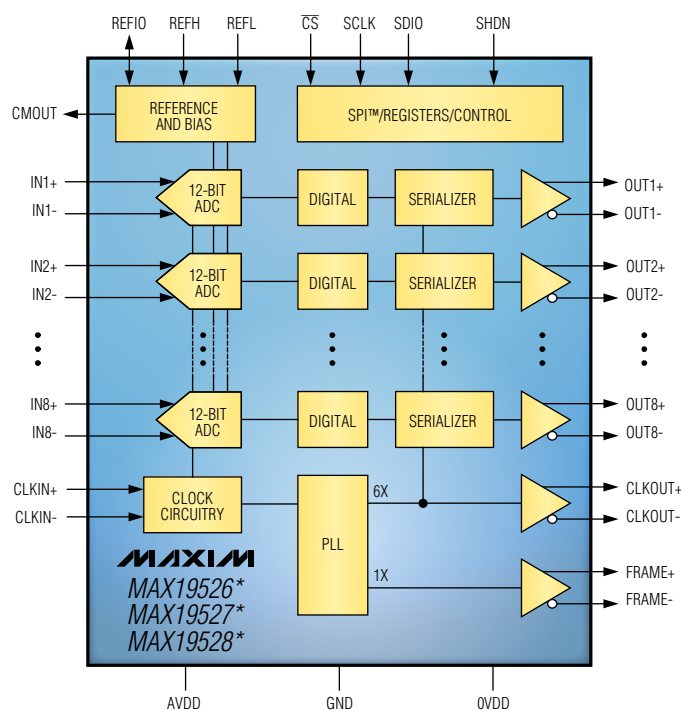 REFIO REFH REFL CS SCLK SDIO SHDN
CMOUT
REFERENCE
AND BIAS
SPI™/REGISTERS/CONTROL
IN1+
IN1-
12-BIT
ADC
DIGITAL
SERIALIZER
OUT1+
OUT1-
IN2+
IN2-
12-BIT
ADC
DIGITAL
SERIALIZER
OUT2+
OUT2-
IN8+
IN8-
12-BIT
ADC
DIGITAL
SERIALIZER
OUT8+
OUT8-
CLKIN+
CLKIN-
CLOCK
CIRCUITRY
PLL
6X
1X
CLKOUT+
CLKOUT-
FRAME+
FRAME-
MAXIM
MAX19526*
MAX19527*
MAX19528*
AVDD GND 0VDD